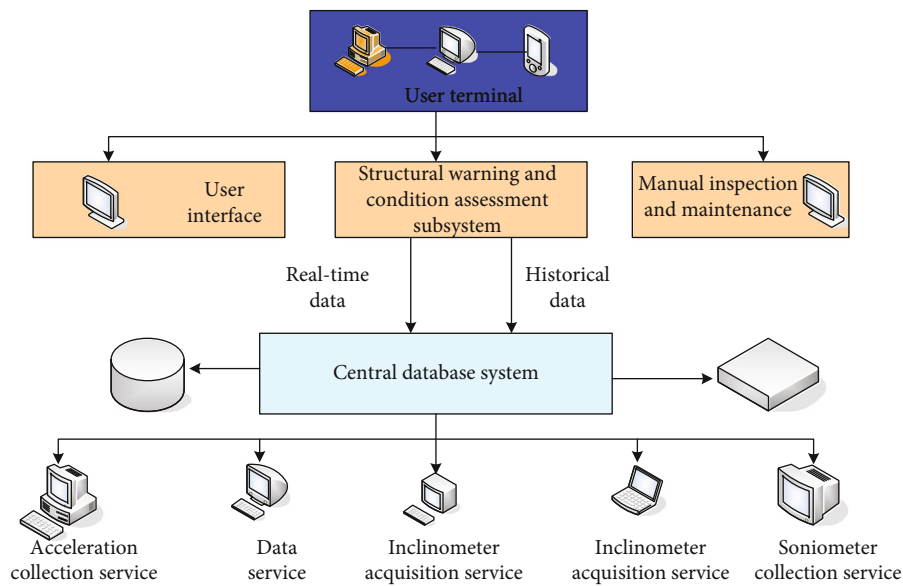 User terminal
User
interface
Structural warning and
condition assessment
subsystem
Manual inspection
and maintenance
Real-time
data
Historical
data
Central database system
Acceleration
collection service
Data
service
Inclinometer
acquisition service
Inclinometer
acquisition service
Soniometer
collection service